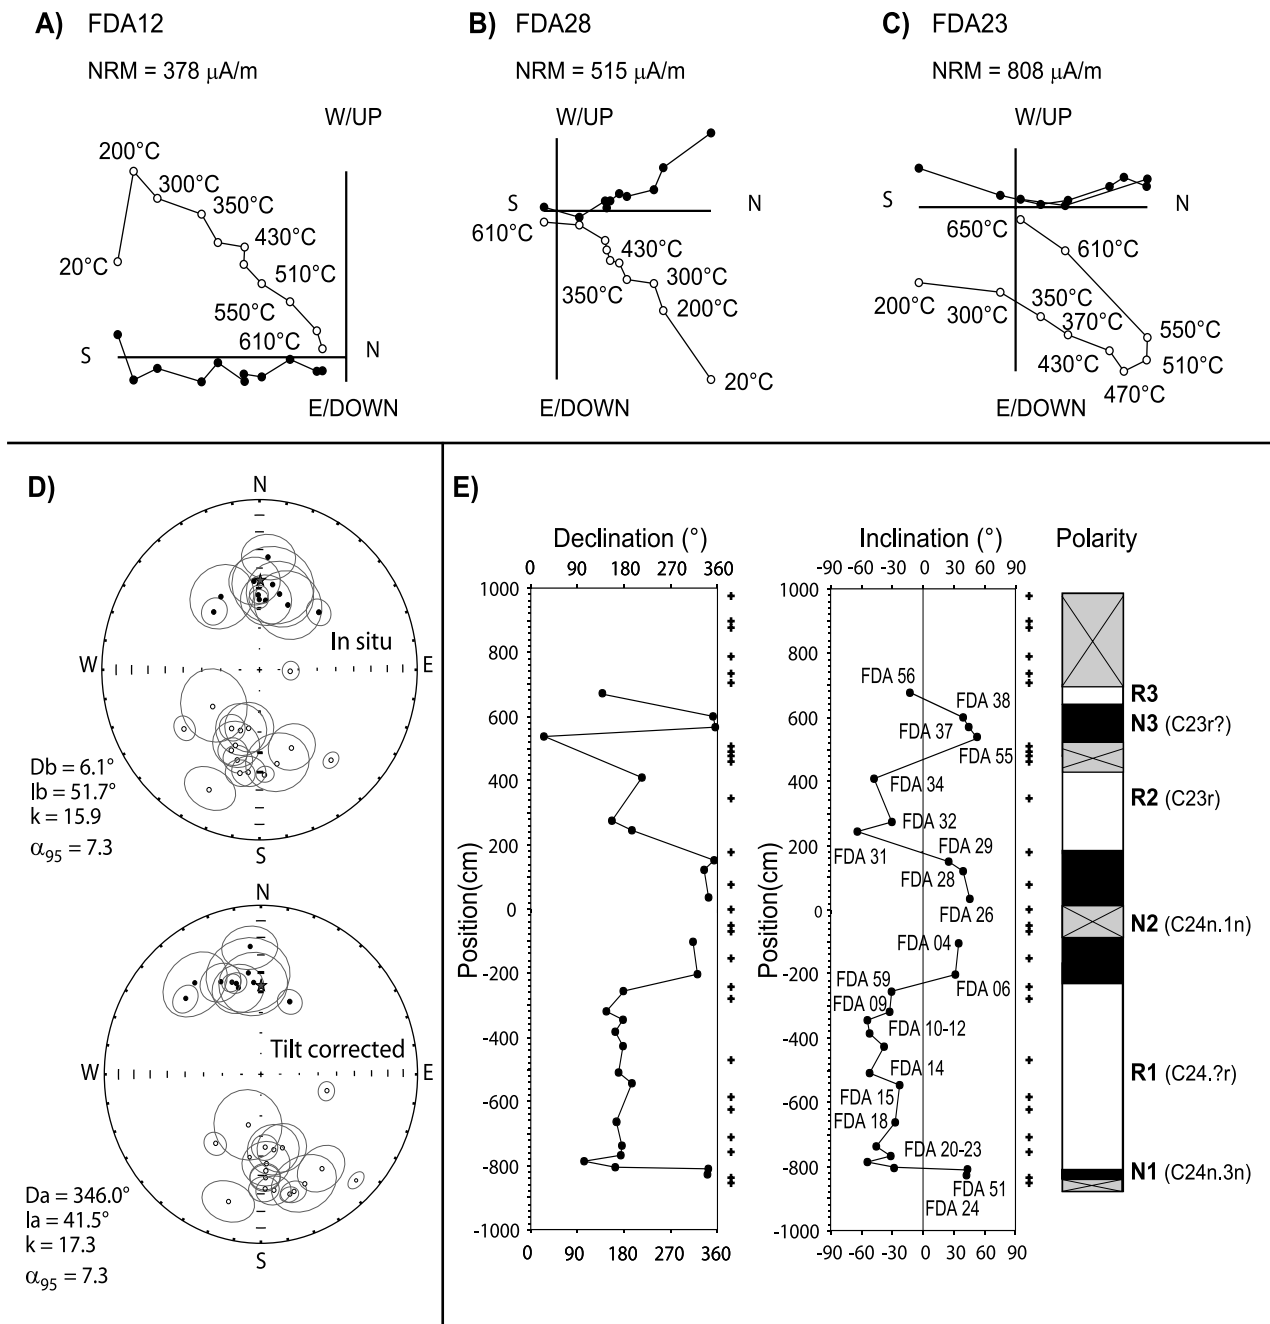 A) FDA12
NRM = 378 μA/m
W/UP
200°C
300°C
350°C
430°C
20°C
510°C
550°C
610°C
S
N
E/DOWN
B) FDA28
NRM = 515 μA/m
W/UP
S
N
610°C
430°C
300°C
350°C
200°C
20°C
E/DOWN
C) FDA23
NRM = 808 μA/m
W/UP
S
N
650°C
610°C
200°C
300°C
350°C
370°C
550°C
430°C
510°C
470°C
E/DOWN
D)
N
In situ
W
E
Db = 6.1°
Ib = 51.7°
k = 15.9
α95 = 7.3
S
N
Tilt corrected
W
E
Da = 346.0°
Ia = 41.5°
k = 17.3
α95 = 7.3
S
E)
Declination (°)
0 90 180 270 360
Position(cm)
1000
800
600
400
200
0
-200
-400
-600
-800
-1000
0 90 180 270 360
Inclination (°)
-90 -60 -30 0 30 60 90
Position(cm)
1000
800
600
400
200
0
-200
-400
-600
-800
-1000
-90 -60 -30 0 30 60 90
FDA 56
FDA 38
FDA 37
FDA 55
FDA 34
FDA 32
FDA 29
FDA 31
FDA 28
FDA 26
FDA 04
FDA 59
FDA 06
FDA 09
FDA 10-12
FDA 14
FDA 15
FDA 18
FDA 20-23
FDA 51
FDA 24
Polarity
R3
N3 (C23r?)
R2 (C23r)
N2 (C24n.1n)
R1 (C24.?r)
N1 (C24n.3n)